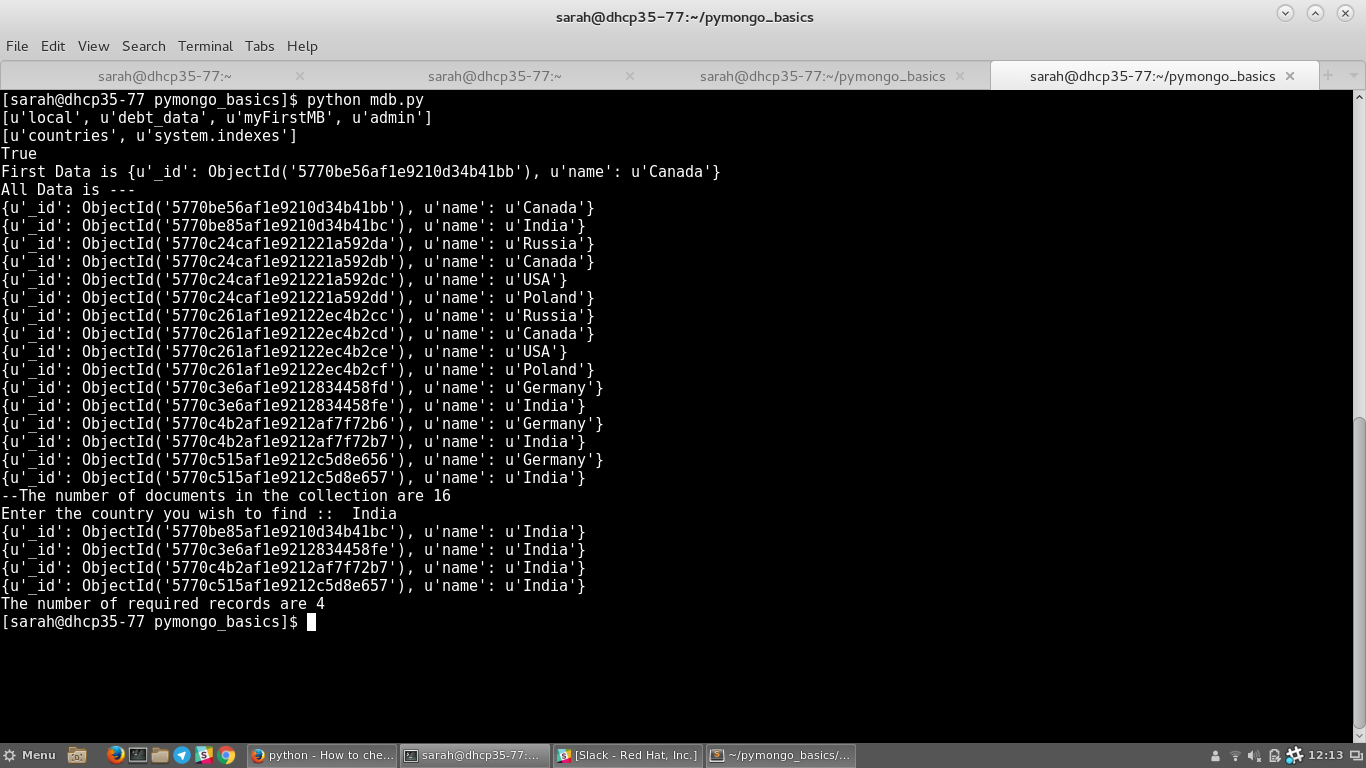 sarah@dhcp35-77:~/pymongo_basics
File Edit View Search Terminal Tabs Help
sarah@dhcp35-77:~ sarah@dhcp35-77:~ sarah@dhcp35-77:~/pymongo_basics sarah@dhcp35-77:~/pymongo_basics
[sarah@dhcp35-77 pymongo_basics]$ python mdb.py
[u'local', u'debt_data', u'myFirstMB', u'admin']
[u'countries', u'system.indexes']
True
First Data is {u'_id': ObjectId('5770be56af1e9210d34b41bb'), u'name': u'Canada'}
All Data is ---
{u'_id': ObjectId('5770be56af1e9210d34b41bb'), u'name': u'Canada'}
{u'_id': ObjectId('5770be85af1e9210d34b41bc'), u'name': u'India'}
{u'_id': ObjectId('5770c24caf1e921221a592da'), u'name': u'Russia'}
{u'_id': ObjectId('5770c24caf1e921221a592db'), u'name': u'Canada'}
{u'_id': ObjectId('5770c24caf1e921221a592dc'), u'name': u'USA'}
{u'_id': ObjectId('5770c24caf1e921221a592dd'), u'name': u'Poland'}
{u'_id': ObjectId('5770c261af1e92122ec4b2cc'), u'name': u'Russia'}
{u'_id': ObjectId('5770c261af1e92122ec4b2cd'), u'name': u'Canada'}
{u'_id': ObjectId('5770c261af1e92122ec4b2ce'), u'name': u'USA'}
{u'_id': ObjectId('5770c261af1e92122ec4b2cf'), u'name': u'Poland'}
{u'_id': ObjectId('5770c3e6af1e9212834458fd'), u'name': u'Germany'}
{u'_id': ObjectId('5770c3e6af1e9212834458fe'), u'name': u'India'}
{u'_id': ObjectId('5770c4b2af1e9212af7f72b6'), u'name': u'Germany'}
{u'_id': ObjectId('5770c4b2af1e9212af7f72b7'), u'name': u'India'}
{u'_id': ObjectId('5770c515af1e9212c5d8e656'), u'name': u'Germany'}
{u'_id': ObjectId('5770c515af1e9212c5d8e657'), u'name': u'India'}
--The number of documents in the collection are 16
Enter the country you wish to find ::  India
{u'_id': ObjectId('5770be85af1e9210d34b41bc'), u'name': u'India'}
{u'_id': ObjectId('5770c3e6af1e9212834458fe'), u'name': u'India'}
{u'_id': ObjectId('5770c4b2af1e9212af7f72b7'), u'name': u'India'}
{u'_id': ObjectId('5770c515af1e9212c5d8e657'), u'name': u'India'}
The number of required records are 4
[sarah@dhcp35-77 pymongo_basics]$
Menu python - How to che... sarah@dhcp35-77:... [Slack - Red Hat, Inc.] ~/pymongo_basics/... 12:13